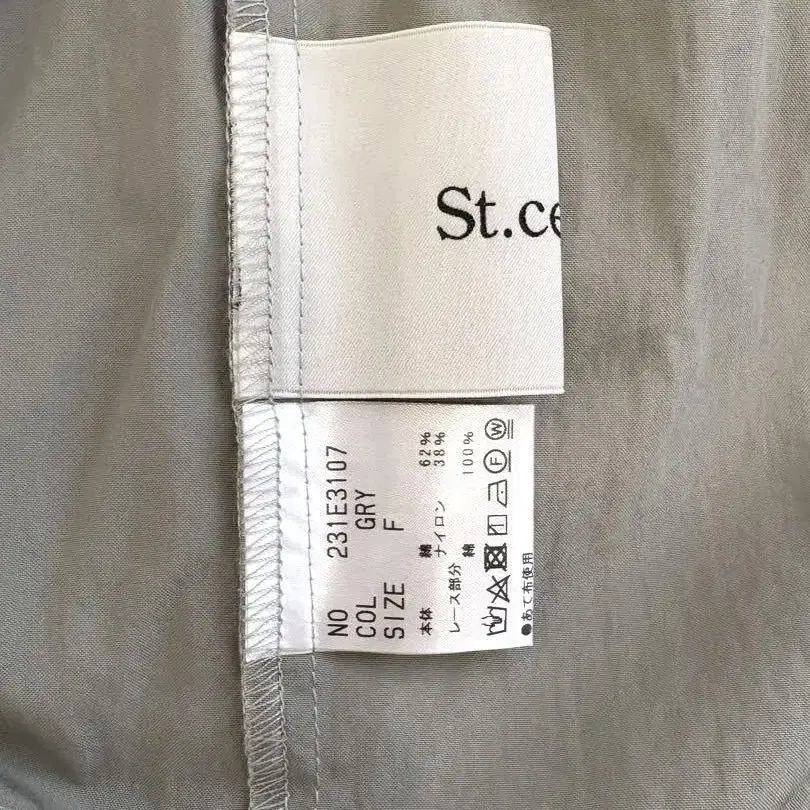 St.ce
NO 231E3107
COL GRY
SIZE F
本体 綿 62%
ナイロン 38%
レース部分 綿 100%
●あて布使用